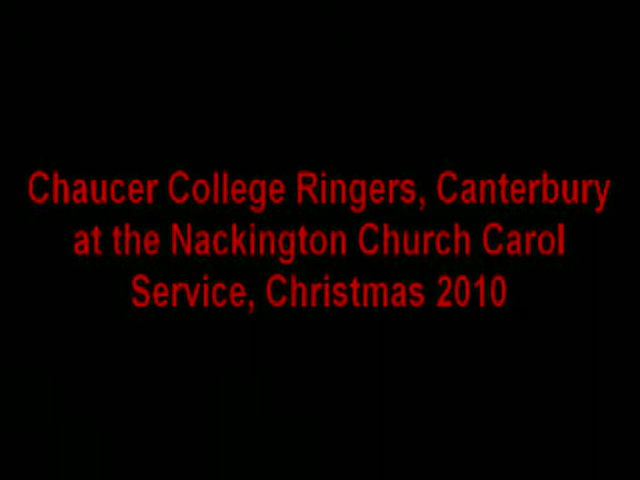 Chaucer College Ringers, Canterbury
at the Nackington Church Carol
Service, Christmas 2010